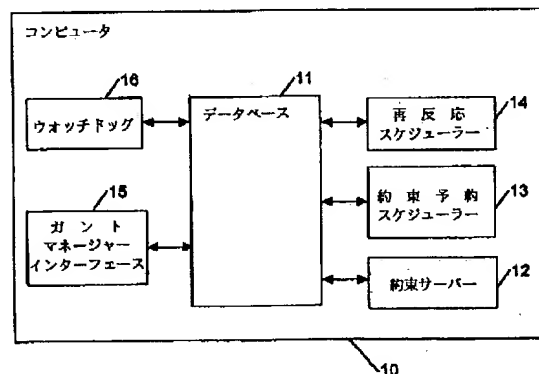 コンピュータ
16
ウォッチドッグ
15
ガント
マネージャー
インターフェース
11
データベース
14
再反応
スケジューラー
13
約束予約
スケジューラー
12
約束サーバー
10